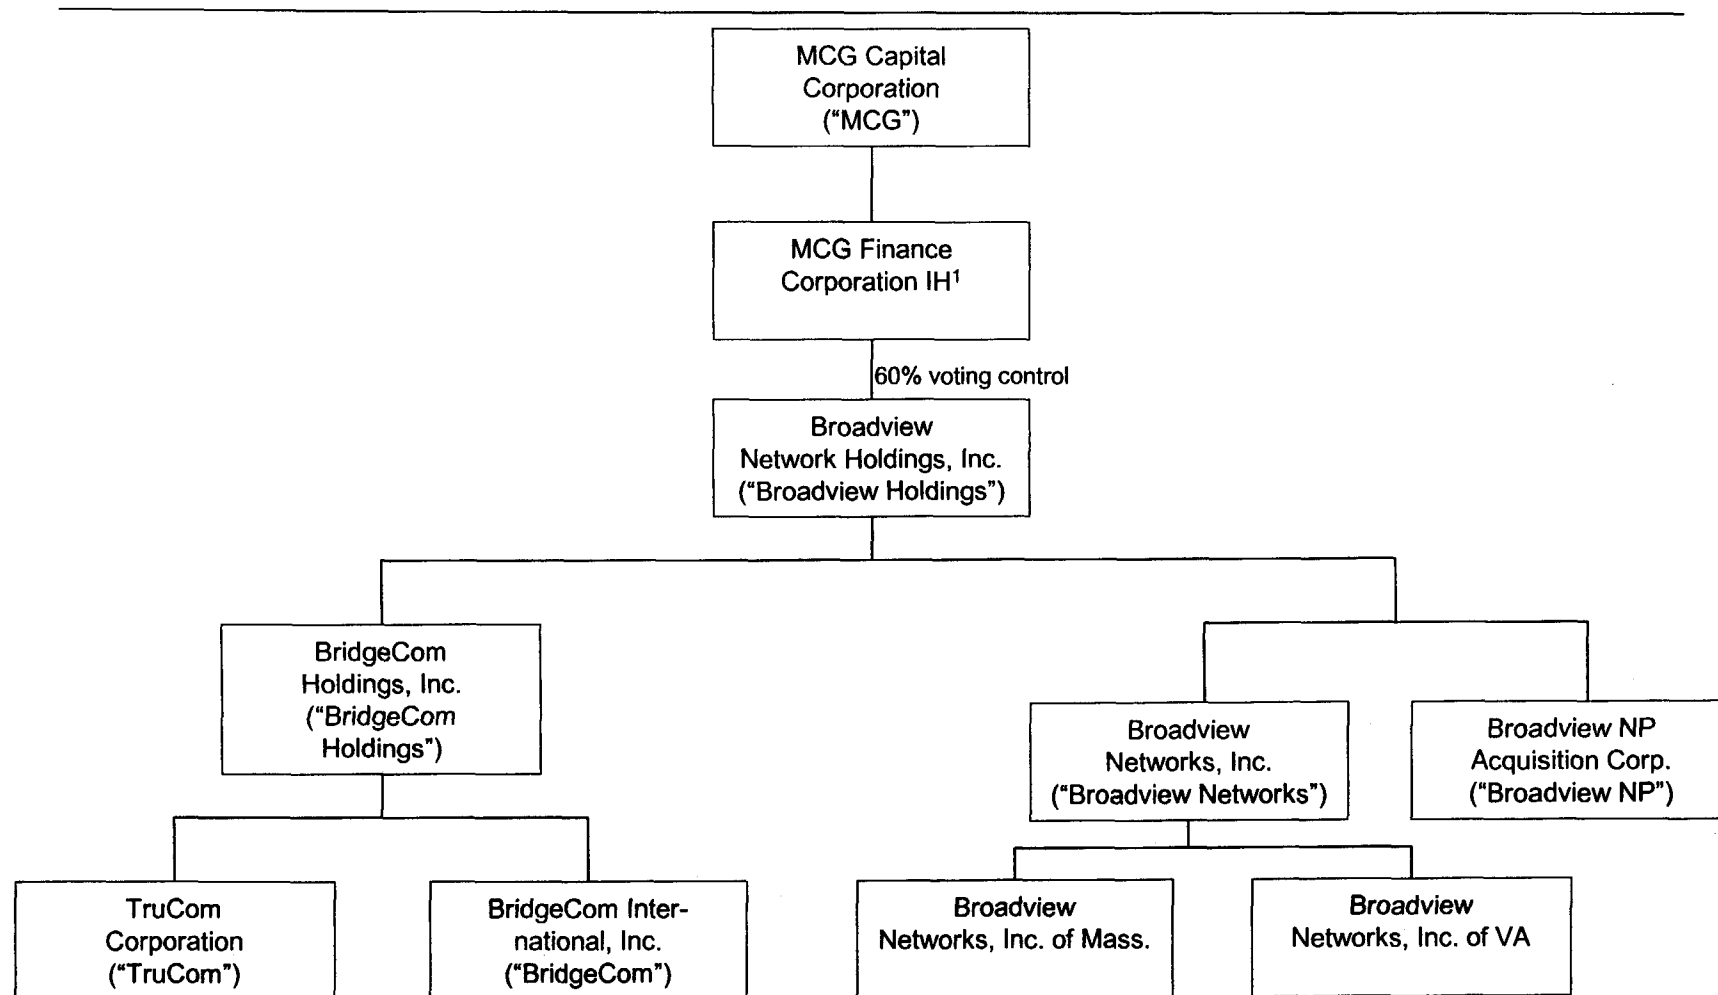 MCG Capital
Corporation
(“MCG”)
MCG Finance
Corporation IH¹
60% voting control
Broadview
Network Holdings, Inc.
(“Broadview Holdings”)
BridgeCom
Holdings, Inc.
(“BridgeCom
Holdings”)
Broadview
Networks, Inc.
(“Broadview Networks”)
Broadview NP
Acquisition Corp.
(“Broadview NP”)
TruCom
Corporation
(“TruCom”)
BridgeCom Inter-
national, Inc.
(“BridgeCom”)
Broadview
Networks, Inc. of Mass.
Broadview
Networks, Inc. of VA